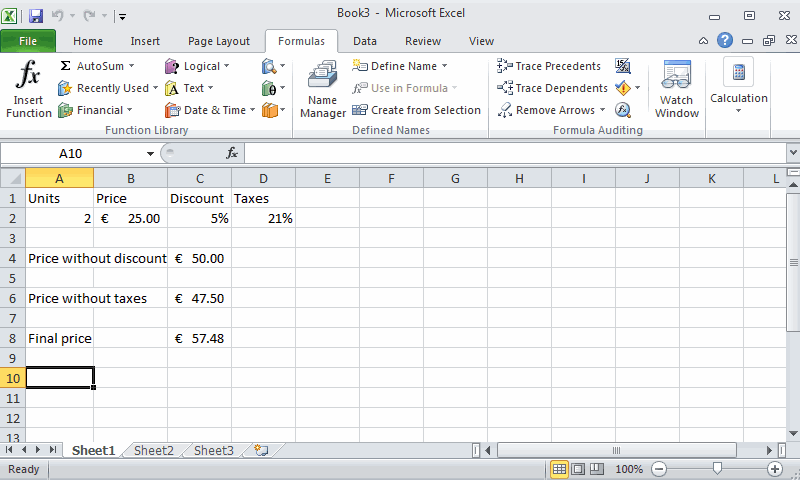 Book3 - Microsoft Excel
File Home Insert Page Layout Formulas Data Review View
Insert Function
Σ AutoSum
Recently Used
Financial
Logical
Text
Date & Time
Function Library
Name Manager
Define Name
Use in Formula
Create from Selection
Defined Names
Trace Precedents
Trace Dependents
Remove Arrows
Formula Auditing
Watch Window
Calculation
A10 fx
A B C D E F G H I J K L
1 Units Price Discount Taxes
2 2 € 25.00 5% 21%
3
4 Price without discount € 50.00
5
6 Price without taxes € 47.50
7
8 Final price € 57.48
9
10
11
12
13
Sheet1 Sheet2 Sheet3
Ready 100%